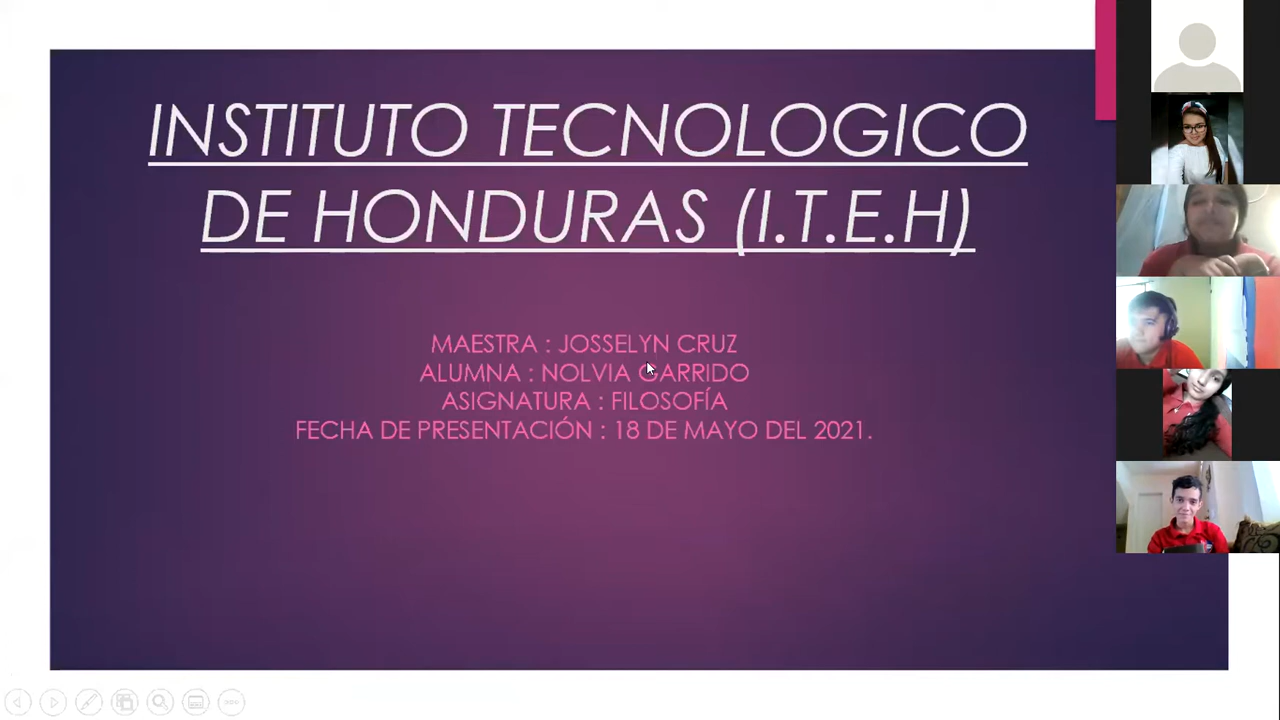 INSTITUTO TECNOLOGICO
DE HONDURAS (I.T.E.H)
MAESTRA : JOSSELYN CRUZ
ALUMNA : NOLVIA GARRIDO
ASIGNATURA : FILOSOFÍA
FECHA DE PRESENTACIÓN : 18 DE MAYO DEL 2021.